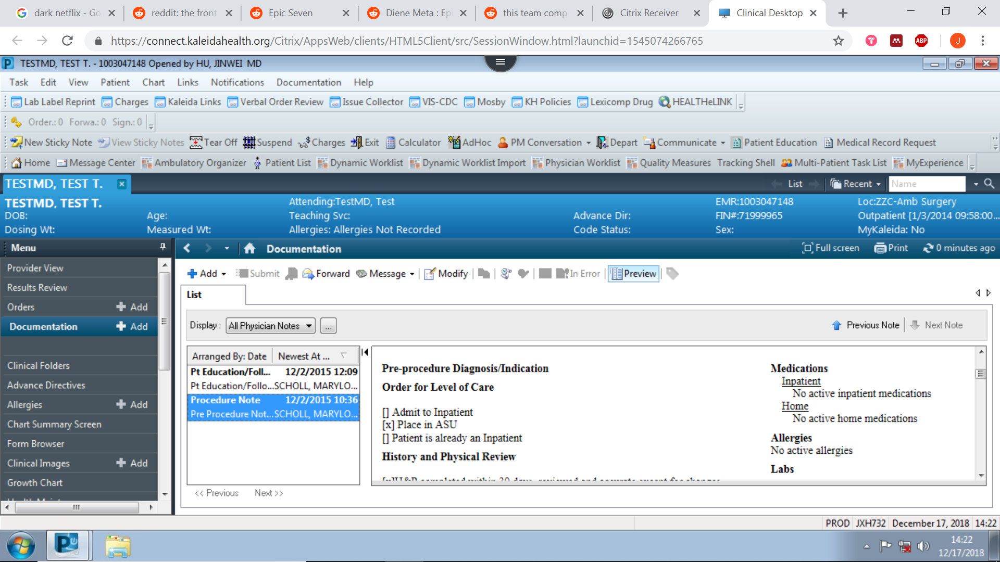 dark netflix - Go
reddit: the front
Epic Seven
Diene Meta : Epi
this team comp
Citrix Receiver
Clinical Desktop
https://connect.kaleidahealth.org/Citrix/AppsWeb/clients/HTML5Client/src/SessionWindow.html?launchid=1545074266765
ABP
J
TESTMD, TEST T. - 1003047148 Opened by HU, JINWEI MD
Task Edit View Patient Chart Links Notifications Documentation Help
Lab Label Reprint Charges Kaleida Links Verbal Order Review Issue Collector VIS-CDC Mosby KH Policies Lexicomp Drug HEALTHeLINK
Order.: 0 Forwa.: 0 Sign.: 0
New Sticky Note View Sticky Notes Tear Off Suspend Charges Exit Calculator AdHoc PM Conversation Depart Communicate Patient Education Medical Record Request
Home Message Center Ambulatory Organizer Patient List Dynamic Worklist Dynamic Worklist Import Physician Worklist Quality Measures Tracking Shell Multi-Patient Task List MyExperience
TESTMD, TEST T.
List Recent Name
TESTMD, TEST T. Attending:TestMD, Test EMR:1003047148 Loc:ZZC-Amb Surgery
DOB: Age: Teaching Svc: Advance Dir: FIN#:71999965 Outpatient [1/3/2014 09:58:00...
Dosing Wt: Measured Wt: Allergies: Allergies Not Recorded Code Status: Sex: MyKaleida: No
Menu
Provider View
Results Review
Orders + Add
Documentation + Add
Clinical Folders
Advance Directives
Allergies + Add
Chart Summary Screen
Form Browser
Clinical Images + Add
Growth Chart
Documentation
Full screen Print 0 minutes ago
Add Submit Forward Message Modify In Error Preview
List
Display : All Physician Notes ...
Previous Note Next Note
Arranged By: Date Newest At ...
Pt Education/Foll... 12/2/2015 12:09
Pt Education/Follo...SCHOLL, MARYLO...
Procedure Note 12/2/2015 10:36
Pre Procedure Not...SCHOLL, MARYLO...
<< Previous Next >>
Pre-procedure Diagnosis/Indication
Order for Level of Care
[] Admit to Inpatient
[x] Place in ASU
[] Patient is already an Inpatient
History and Physical Review
[x]H&P completed within 30 days, reviewed and accurate except for changes
Medications
Inpatient
No active inpatient medications
Home
No active home medications
Allergies
No active allergies
Labs
PROD JXH732 December 17, 2018 14:22
14:22
12/17/2018